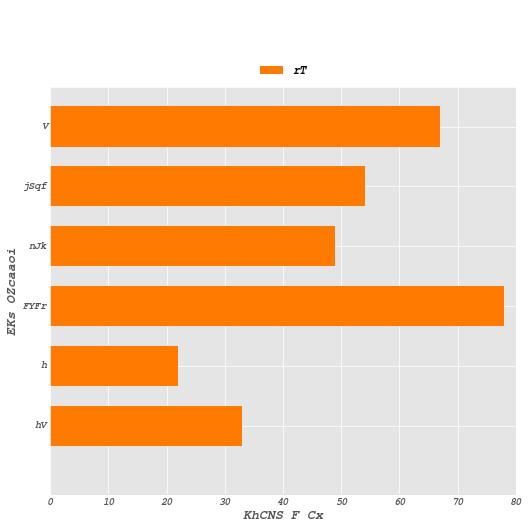 rT
V
jSqf
nJk
FYFr
h
hV
EKs OZcaaoi
0 10 20 30 40 50 60 70 80
KhCNS F Cx